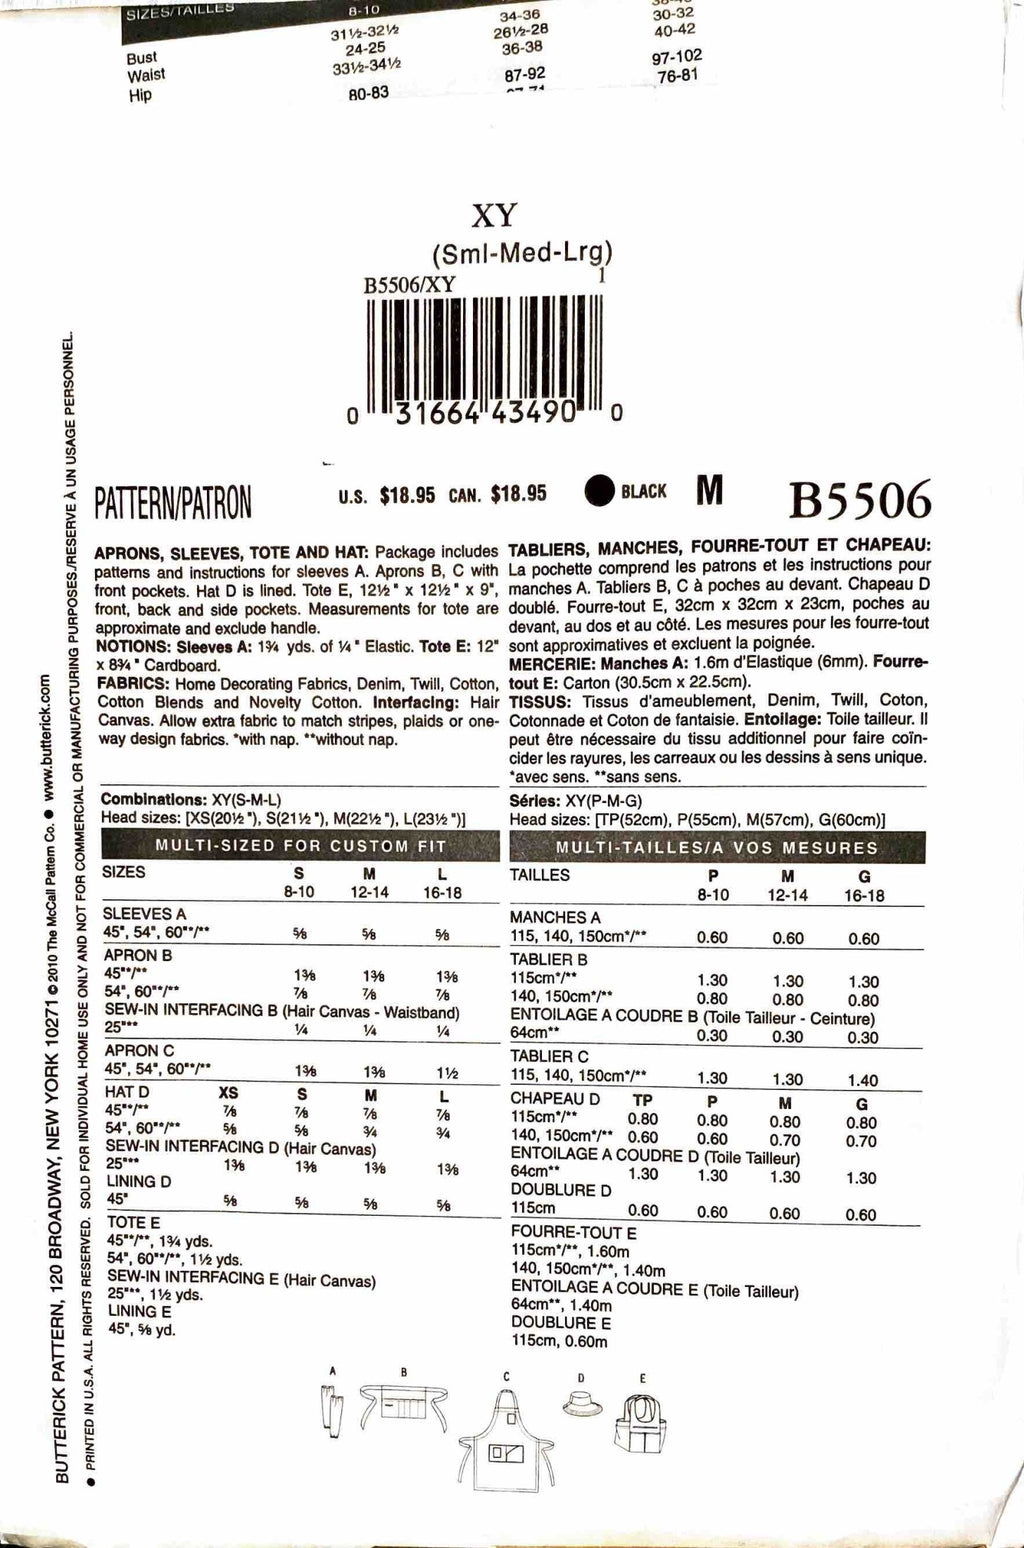 SIZES/TAILLES 8-10
Bust 31½-32½ 34-36 30-32
Waist 24-25 26½-28 40-42
Hip 33½-34½ 36-38
80-83 87-92 97-102
76-81
XY
(Sml-Med-Lrg)
B5506/XY 1
0 31664 43490 0
PATTERN/PATRON U.S. $18.95 CAN. $18.95 BLACK M B5506
APRONS, SLEEVES, TOTE AND HAT: Package includes
patterns and instructions for sleeves A. Aprons B, C with
front pockets. Hat D is lined. Tote E, 12½" x 12½" x 9",
front, back and side pockets. Measurements for tote are
approximate and exclude handle.
NOTIONS: Sleeves A: 1¾ yds. of ¼" Elastic. Tote E: 12"
x 8¾" Cardboard.
FABRICS: Home Decorating Fabrics, Denim, Twill, Cotton,
Cotton Blends and Novelty Cotton. Interfacing: Hair
Canvas. Allow extra fabric to match stripes, plaids or one-
way design fabrics. *with nap. **without nap.
Combinations: XY(S-M-L)
Head sizes: [XS(20½"), S(21½"), M(22½"), L(23½")]
MULTI-SIZED FOR CUSTOM FIT
SIZES S M L
8-10 12-14 16-18
SLEEVES A
45", 54", 60"*/** ⅝ ⅝ ⅝
APRON B
45"*/** 1⅜ 1⅜ 1⅜
54", 60"*/** ⅞ ⅞ ⅞
SEW-IN INTERFACING B (Hair Canvas - Waistband)
25"** ¼ ¼ ¼
APRON C
45", 54", 60"*/** 1⅜ 1⅜ 1½
HAT D XS S M L
45"*/** ⅞ ⅞ ⅞ ⅞
54", 60"*/** ⅝ ⅝ ¾ ¾
SEW-IN INTERFACING D (Hair Canvas)
25"** 1⅜ 1⅜ 1⅜ 1⅜
LINING D
45" ⅝ ⅝ ⅝ ⅝
TOTE E
45"*/**, 1¾ yds.
54", 60"*/**, 1½ yds.
SEW-IN INTERFACING E (Hair Canvas)
25"**, 1½ yds.
LINING E
45", ⅝ yd.
TABLIERS, MANCHES, FOURRE-TOUT ET CHAPEAU:
La pochette comprend les patrons et les instructions pour
manches A. Tabliers B, C à poches au devant. Chapeau D
doublé. Fourre-tout E, 32cm x 32cm x 23cm, poches au
devant, au dos et au côté. Les mesures pour les fourre-tout
sont approximatives et excluent la poignée.
MERCERIE: Manches A: 1.6m d'Elastique (6mm). Fourre-
tout E: Carton (30.5cm x 22.5cm).
TISSUS: Tissus d'ameublement, Denim, Twill, Coton,
Cotonnade et Coton de fantaisie. Entoilage: Toile tailleur. Il
peut être nécessaire du tissu additionnel pour faire coïn-
cider les rayures, les carreaux ou les dessins à sens unique.
*avec sens. **sans sens.
Séries: XY(P-M-G)
Head sizes: [TP(52cm), P(55cm), M(57cm), G(60cm)]
MULTI-TAILLES/A VOS MESURES
TAILLES P M G
8-10 12-14 16-18
MANCHES A
115, 140, 150cm*/** 0.60 0.60 0.60
TABLIER B
115cm*/** 1.30 1.30 1.30
140, 150cm*/** 0.80 0.80 0.80
ENTOILAGE A COUDRE B (Toile Tailleur - Ceinture)
64cm** 0.30 0.30 0.30
TABLIER C
115, 140, 150cm*/** 1.30 1.30 1.40
CHAPEAU D TP P M G
115cm*/** 0.80 0.80 0.80 0.80
140, 150cm*/** 0.60 0.60 0.70 0.70
ENTOILAGE A COUDRE D (Toile Tailleur)
64cm** 1.30 1.30 1.30 1.30
DOUBLURE D
115cm 0.60 0.60 0.60 0.60
FOURRE-TOUT E
115cm*/**, 1.60m
140, 150cm*/**, 1.40m
ENTOILAGE A COUDRE E (Toile Tailleur)
64cm**, 1.40m
DOUBLURE E
115cm, 0.60m
A B C D E
BUTTERICK PATTERN, 120 BROADWAY, NEW YORK 10271 ©2010 The McCall Pattern Co. • www.butterick.com
• PRINTED IN U.S.A. ALL RIGHTS RESERVED. SOLD FOR INDIVIDUAL HOME USE ONLY AND NOT FOR COMMERCIAL OR MANUFACTURING PURPOSES./RESERVE À UN USAGE PERSONNEL.